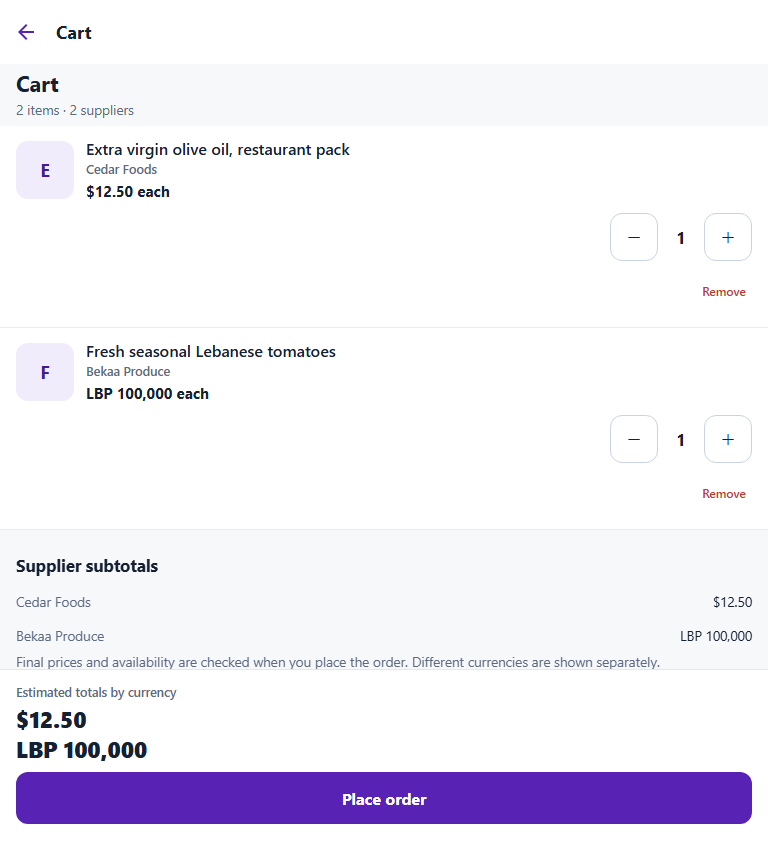 Cart
Cart
2 items · 2 suppliers
E
Extra virgin olive oil, restaurant pack
Cedar Foods
$12.50 each
− 1 +
Remove
F
Fresh seasonal Lebanese tomatoes
Bekaa Produce
LBP 100,000 each
− 1 +
Remove
Supplier subtotals
Cedar Foods $12.50
Bekaa Produce LBP 100,000
Final prices and availability are checked when you place the order. Different currencies are shown separately.
Estimated totals by currency
$12.50
LBP 100,000
Place order